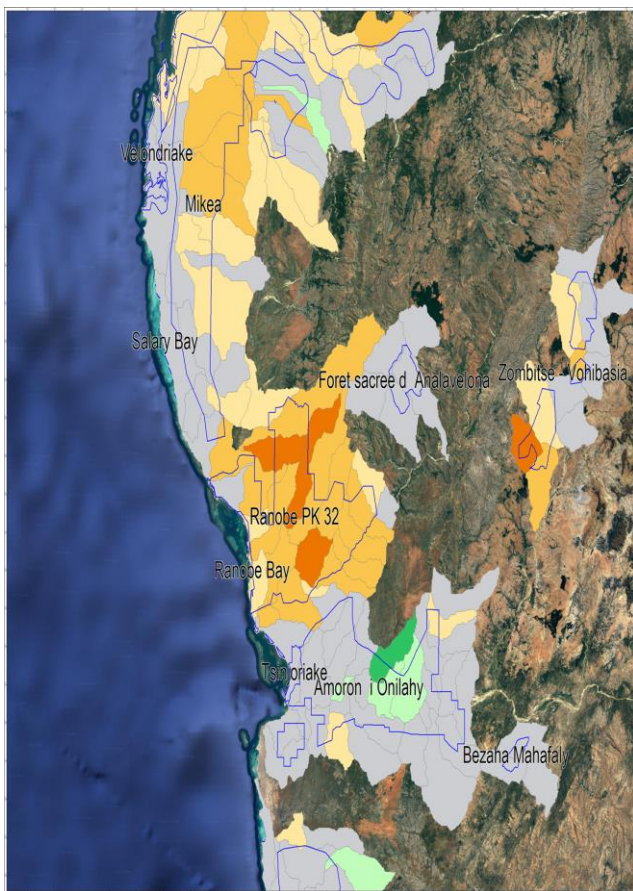 Velondriake
Mikea
Salary Bay
Foret sacree d Analavelona
Zombitse - Vohibasia
Ranobe PK 32
Ranobe Bay
Tsinjoriake
Amoron i Onilahy
Bezaha Mahafaly